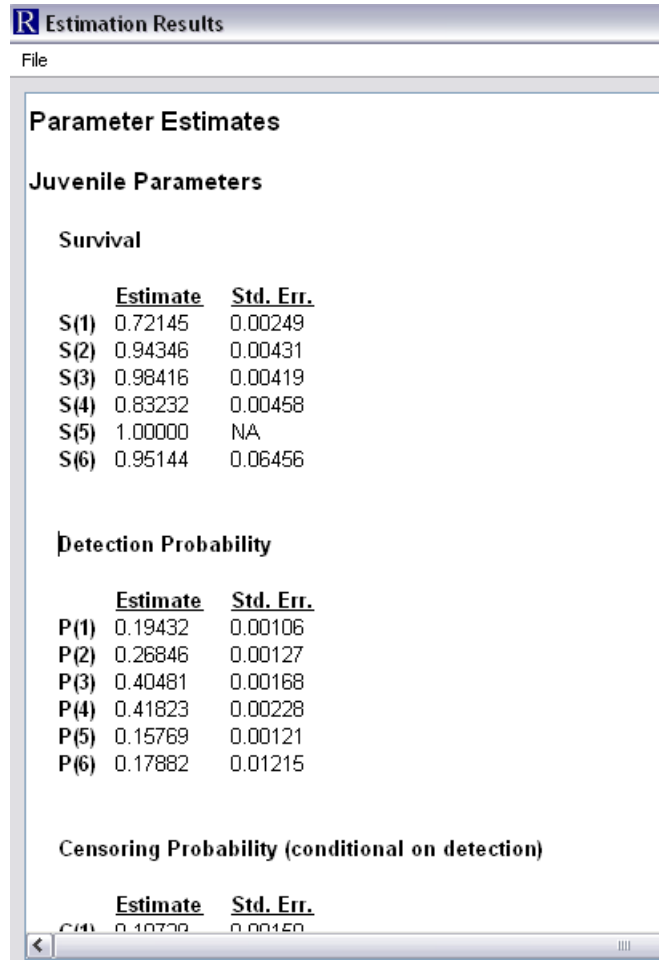 R Estimation Results
File
Parameter Estimates
Juvenile Parameters
Survival
Estimate Std. Err.
S(1) 0.72145 0.00249
S(2) 0.94346 0.00431
S(3) 0.98416 0.00419
S(4) 0.83232 0.00458
S(5) 1.00000 NA
S(6) 0.95144 0.06456
Detection Probability
Estimate Std. Err.
P(1) 0.19432 0.00106
P(2) 0.26846 0.00127
P(3) 0.40481 0.00168
P(4) 0.41823 0.00228
P(5) 0.15769 0.00121
P(6) 0.17882 0.01215
Censoring Probability (conditional on detection)
Estimate Std. Err.